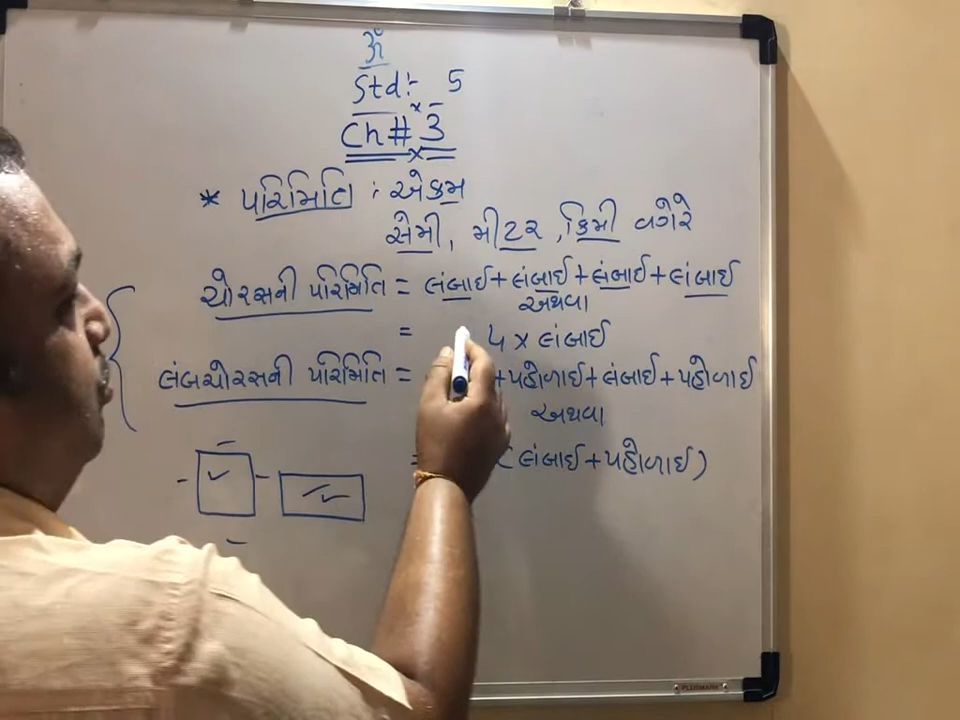 ૐ
Std:- 5
Ch# 3
* પરિમિતિ : એકમ
સેમી, મીટર, કિમી વગેરે
ચોરસની પરિમિતિ = લંબાઈ + લંબાઈ + લંબાઈ + લંબાઈ
અથવા
= ૪ x લંબાઈ
લંબચોરસની પરિમિતિ = + પહોળાઈ + લંબાઈ + પહોળાઈ
અથવા
= (લંબાઈ + પહોળાઈ)